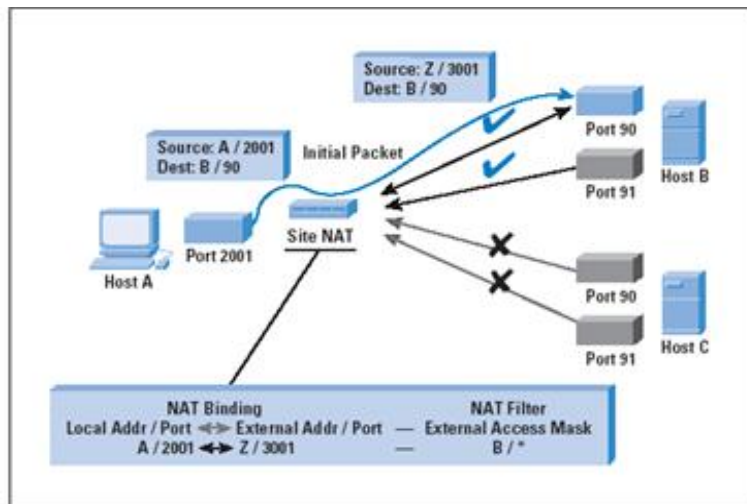 Source: Z / 3001
Dest: B / 90
Source: A / 2001
Dest: B / 90
Initial Packet
Port 90
Host B
Port 91
Site NAT
Port 2001
Host A
Port 90
Host C
Port 91
NAT Binding NAT Filter
Local Addr / Port External Addr / Port — External Access Mask
A / 2001 Z / 3001 — B / *